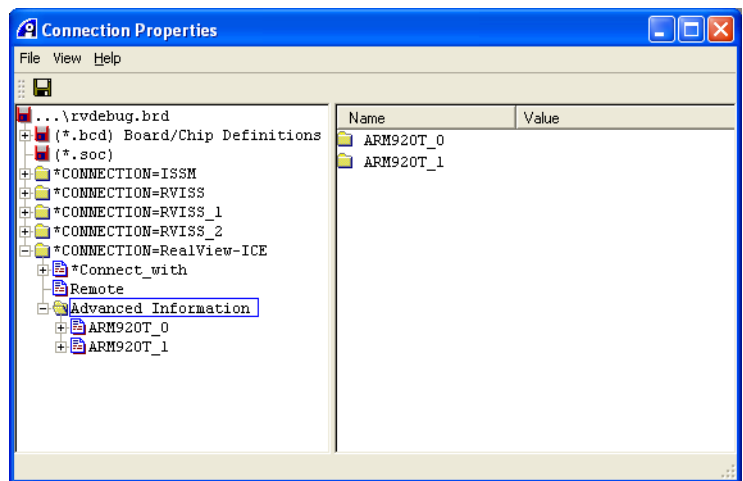 Connection Properties
File View Help
...\rvdebug.brd
(*.bcd) Board/Chip Definitions
(*.soc)
*CONNECTION=ISSM
*CONNECTION=RVISS
*CONNECTION=RVISS_1
*CONNECTION=RVISS_2
*CONNECTION=RealView-ICE
*Connect_with
Remote
Advanced Information
ARM920T_0
ARM920T_1
Name Value
ARM920T_0
ARM920T_1